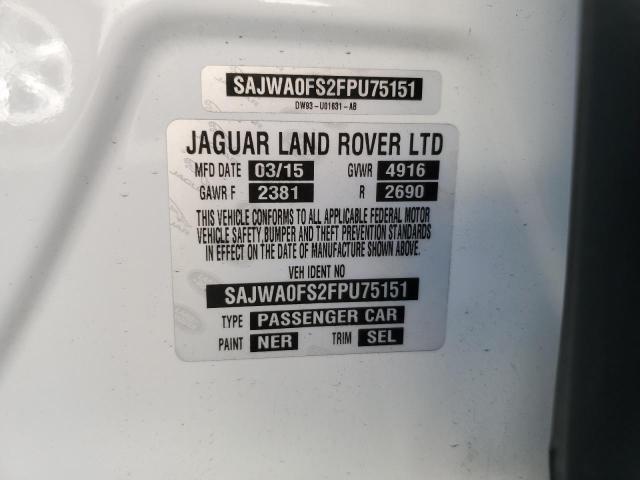 SAJWA0FS2FPU75151
DW93-U01631-AB
JAGUAR LAND ROVER LTD
MFD DATE 03/15 GVWR 4916
GAWR F 2381 R 2690
THIS VEHICLE CONFORMS TO ALL APPLICABLE FEDERAL MOTOR
VEHICLE SAFETY,BUMPER AND THEFT PREVENTION STANDARDS
IN EFFECT ON THE DATE OF MANUFACTURE SHOWN ABOVE.
VEH IDENT NO
SAJWA0FS2FPU75151
TYPE PASSENGER CAR
PAINT NER TRIM SEL